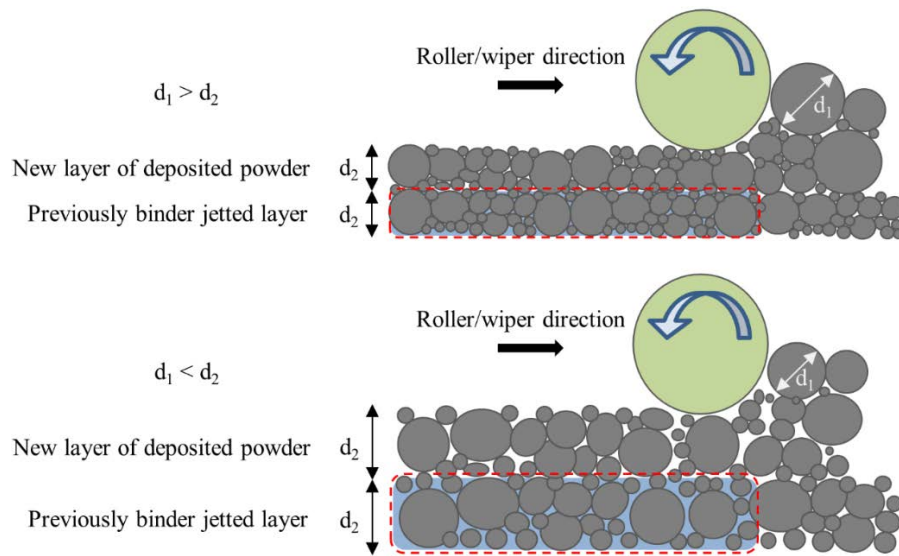 Roller/wiper direction
d₁ > d₂
d₁
New layer of deposited powder
d₂
Previously binder jetted layer
d₂
Roller/wiper direction
d₁ < d₂
d₁
New layer of deposited powder
d₂
Previously binder jetted layer
d₂